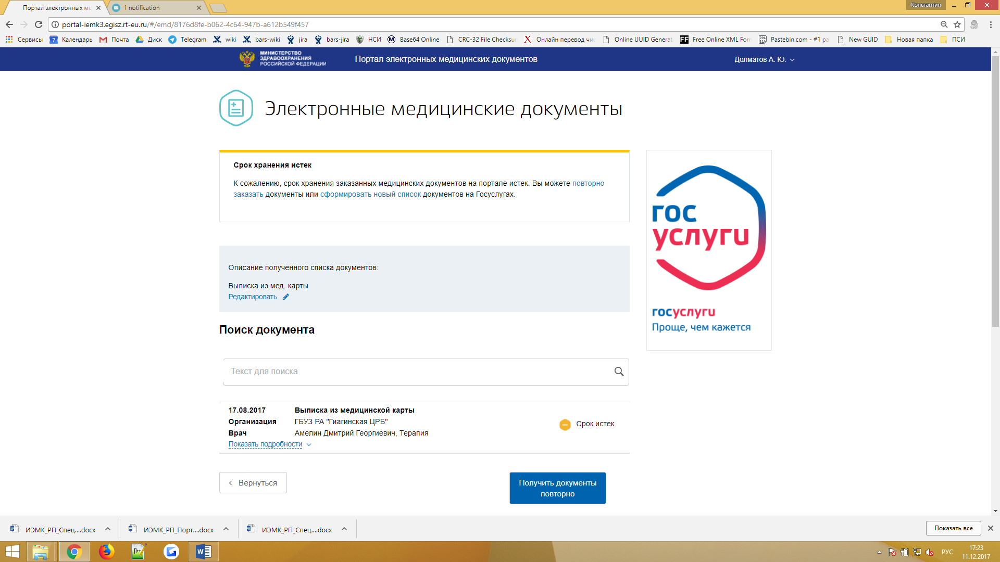 Портал электронных ме
1 notification
Константин
portal-iemk3.egisz.rt-eu.ru/#/emd/8176d8fe-b062-4c64-947b-a612b549f457
Сервисы
7 Календарь
Почта
Диск
Telegram
wiki
bars-wiki
jira
bars-jira
НСИ
Base64 Online
CRC-32 File Checksum
Онлайн перевод чис
Online UUID Generat
FF Free Online XML Form
Pastebin.com - #1 pa
New GUID
Новая папка
ПСИ
МИНИСТЕРСТВО
ЗДРАВООХРАНЕНИЯ
РОССИЙСКОЙ ФЕДЕРАЦИИ
Портал электронных медицинских документов
Долматов А. Ю.
Электронные медицинские документы
Срок хранения истек
К сожалению, срок хранения заказанных медицинских документов на портале истек. Вы можете повторно
заказать документы или сформировать новый список документов на Госуслугах.
гос
услуги
госуслуги
Проще, чем кажется
Описание полученного списка документов:
Выписка из мед. карты
Редактировать
Поиск документа
Текст для поиска
17.08.2017 Выписка из медицинской карты
Организация ГБУЗ РА "Гиагинская ЦРБ"
Врач Амелин Дмитрий Георгиевич, Терапия
Показать подробности
Срок истек
Вернуться
Получить документы
повторно
ИЭМК_РП_Спец....docx
ИЭМК_РП_Порт....docx
ИЭМК_РП_Спец....docx
Показать все
РУС
17:23
11.12.2017